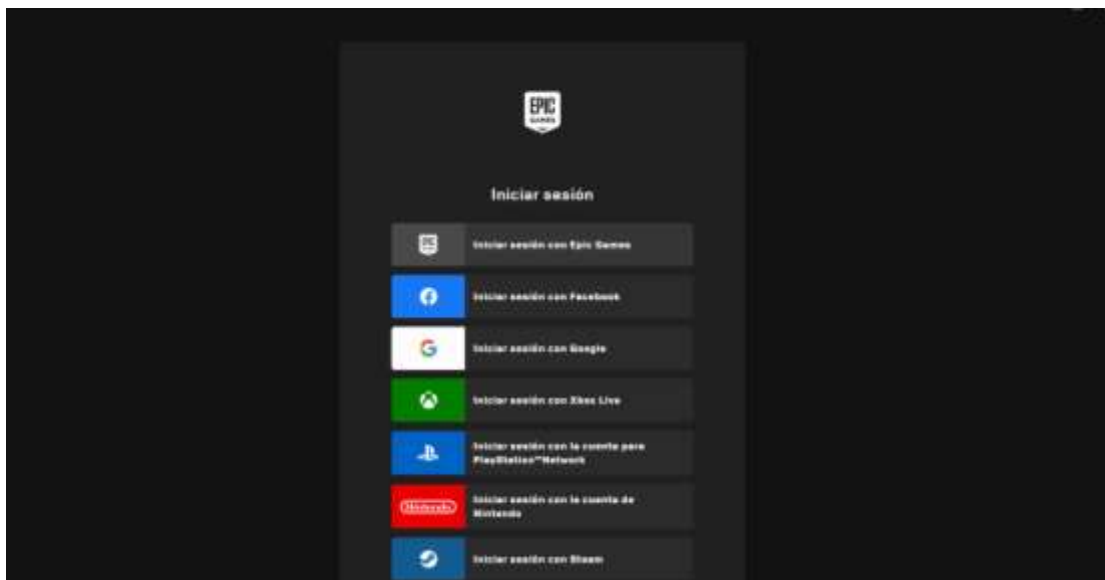 EPIC
GAMES
Iniciar sesión
Iniciar sesión con Epic Games
Iniciar sesión con Facebook
Iniciar sesión con Google
Iniciar sesión con Xbox Live
Iniciar sesión con la cuenta para
PlayStation™Network
Nintendo
Iniciar sesión con la cuenta de
Nintendo
Iniciar sesión con Steam